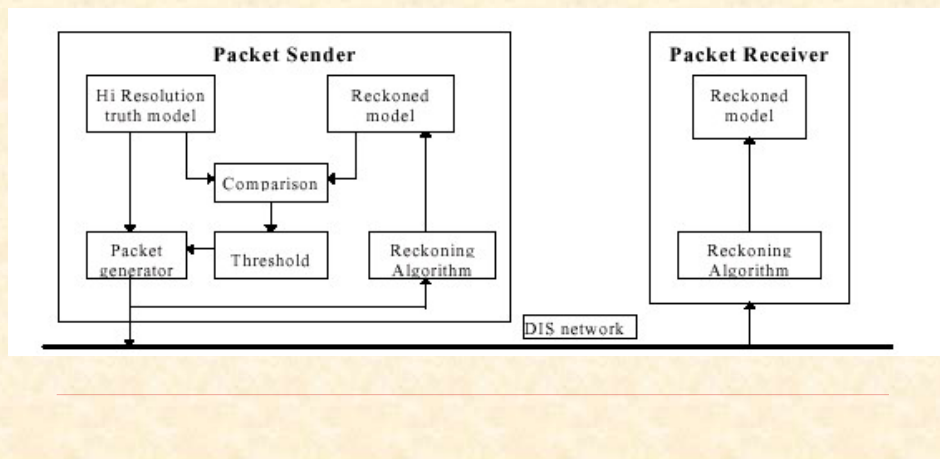 Packet Sender
Hi Resolution
truth model
Reckoned
model
Comparison
Packet
generator
Threshold
Reckoning
Algorithm
Packet Receiver
Reckoned
model
Reckoning
Algorithm
DIS network